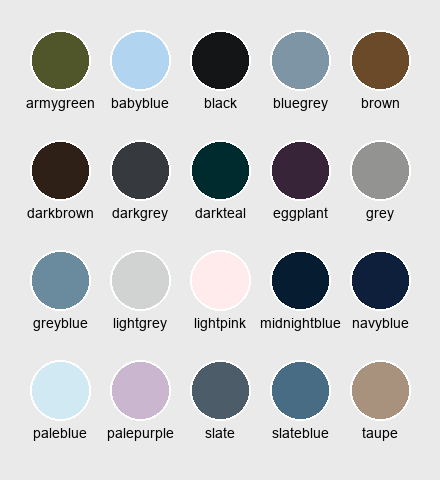 armygreen babyblue black bluegrey brown
darkbrown darkgrey darkteal eggplant grey
greyblue lightgrey lightpink midnightblue navyblue
paleblue palepurple slate slateblue taupe